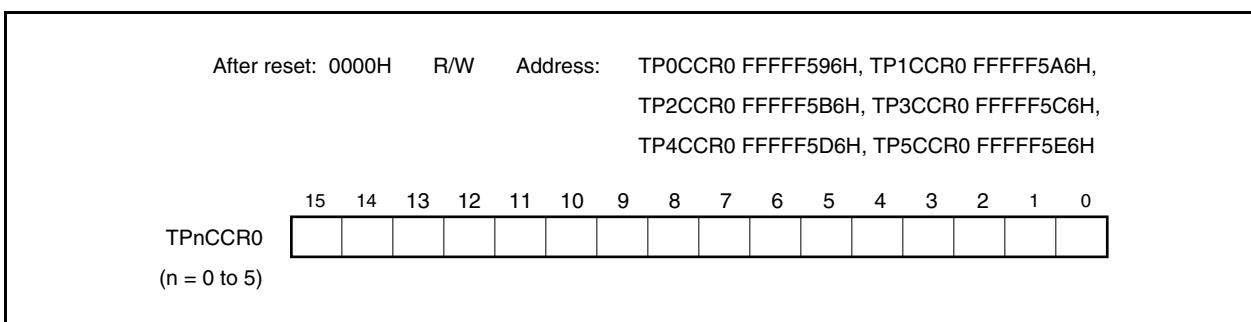 After reset: 0000H R/W Address: TP0CCR0 FFFFF596H, TP1CCR0 FFFFF5A6H,
TP2CCR0 FFFFF5B6H, TP3CCR0 FFFFF5C6H,
TP4CCR0 FFFFF5D6H, TP5CCR0 FFFFF5E6H
15 14 13 12 11 10 9 8 7 6 5 4 3 2 1 0
TPnCCR0
(n = 0 to 5)